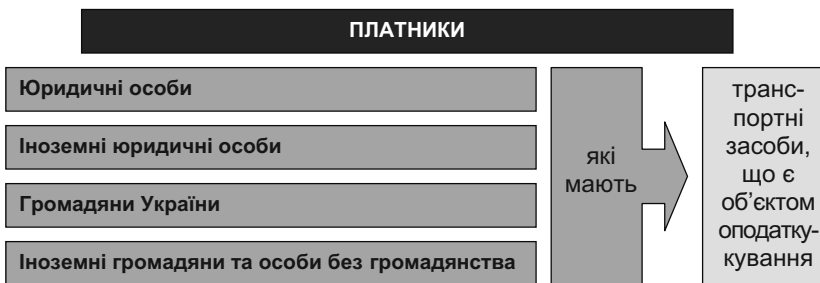 ПЛАТНИКИ
Юридичні особи
Іноземні юридичні особи
Громадяни України
Іноземні громадяни та особи без громадянства
які
мають
транс-
портні
засоби,
що є
об’єктом
оподатку-
кування